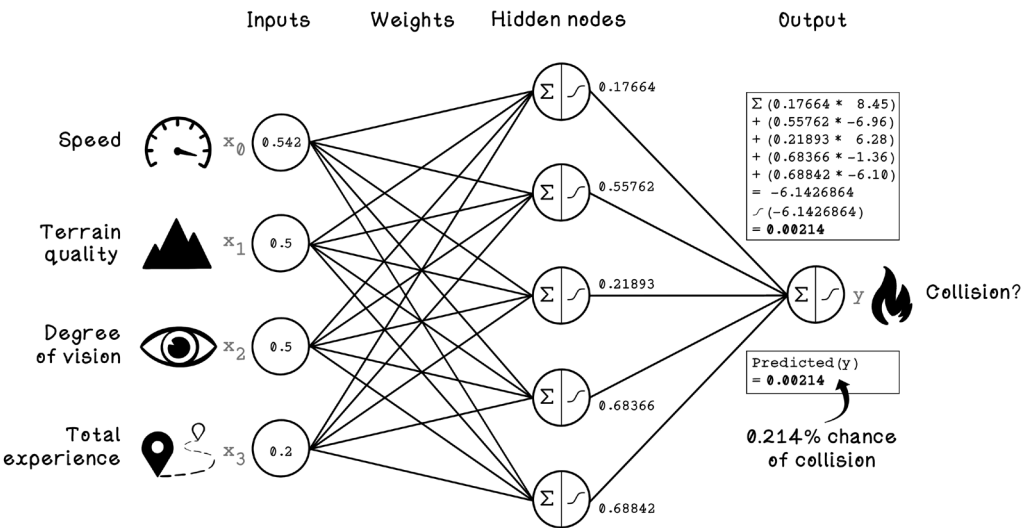 Inputs
Weights
Hidden nodes
Output
Speed
x0
0.542
Terrain
quality
x1
0.5
Degree
of vision
x2
0.5
Total
experience
x3
0.2
Σ
0.17664
Σ
0.55762
Σ
0.21893
Σ
0.68366
Σ
0.68842
Σ (0.17664 * 8.45)
+ (0.55762 * -6.96)
+ (0.21893 * 6.28)
+ (0.68366 * -1.36)
+ (0.68842 * -6.10)
= -6.1426864
(-6.1426864)
= 0.00214
Σ
y
Collision?
Predicted(y)
= 0.00214
0.214% chance
of collision